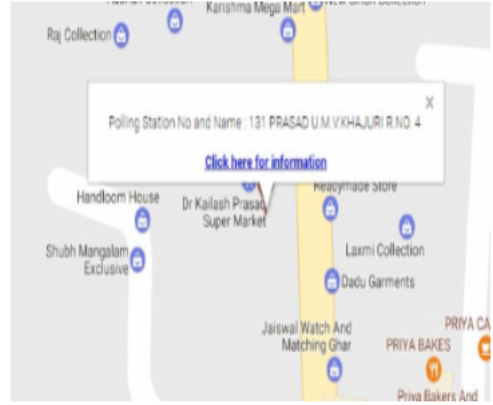 Karishma Mega Mart
Raj Collection
X
Polling Station No and Name : 131 PRASAD U.M.V.KHAJURI R.NO. 4
Click here for information
Readymade Store
Handloom House
Dr Kailash Prasad
Super Market
Laxmi Collection
Shubh Mangalam
Exclusive
Dadu Garments
Jaiswal Watch And
Matching Ghar
PRIYA CA
PRIYA BAKES
Priya Bakers And